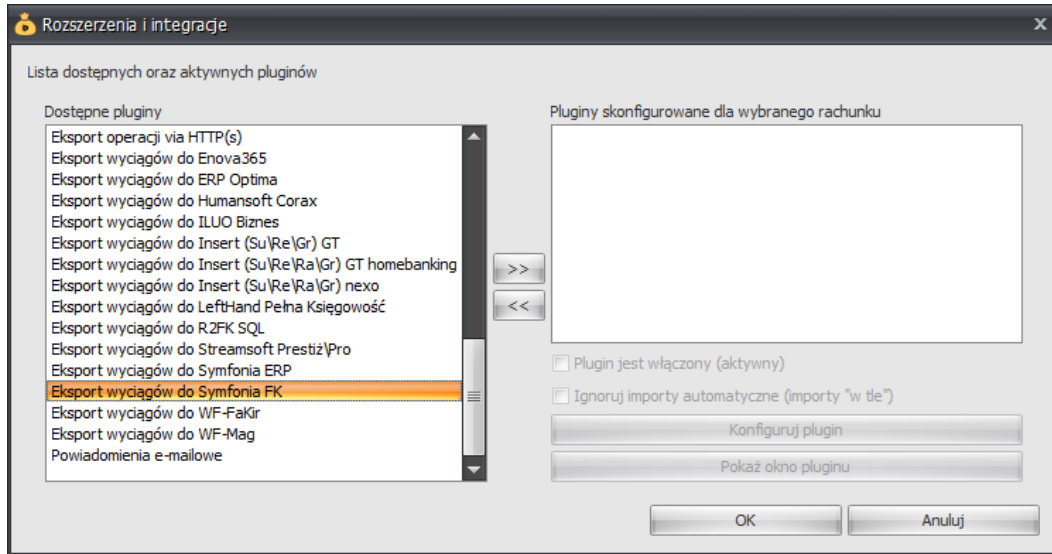 Rozszerzenia i integracje
x
Lista dostępnych oraz aktywnych pluginów
Dostępne pluginy
Eksport operacji via HTTP(s)
Eksport wyciągów do Enova365
Eksport wyciągów do ERP Optima
Eksport wyciągów do Humansoft Corax
Eksport wyciągów do ILUO Biznes
Eksport wyciągów do Insert (Su\Re\Gr) GT
Eksport wyciągów do Insert (Su\Re\Ra\Gr) GT homebanking
Eksport wyciągów do Insert (Su\Re\Ra\Gr) nexo
Eksport wyciągów do LeftHand Pełna Księgowość
Eksport wyciągów do R2FK SQL
Eksport wyciągów do Streamsoft Prestiż\Pro
Eksport wyciągów do Symfonia ERP
Eksport wyciągów do Symfonia FK
Eksport wyciągów do WF-FaKir
Eksport wyciągów do WF-Mag
Powiadomienia e-mailowe
>>
<<
Pluginy skonfigurowane dla wybranego rachunku
Plugin jest włączony (aktywny)
Ignoruj importy automatyczne (importy "w tle")
Konfiguruj plugin
Pokaż okno pluginu
OK
Anuluj